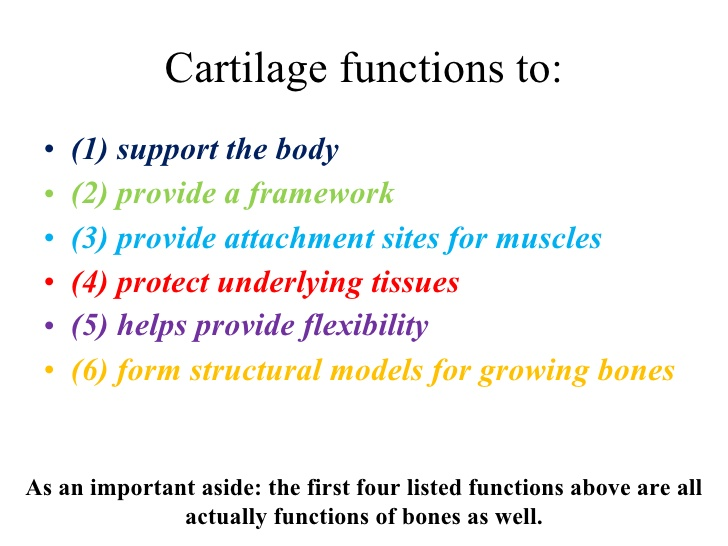 Cartilage functions to:
• (1) support the body
• (2) provide a framework
• (3) provide attachment sites for muscles
• (4) protect underlying tissues
• (5) helps provide flexibility
• (6) form structural models for growing bones
As an important aside: the first four listed functions above are all
actually functions of bones as well.